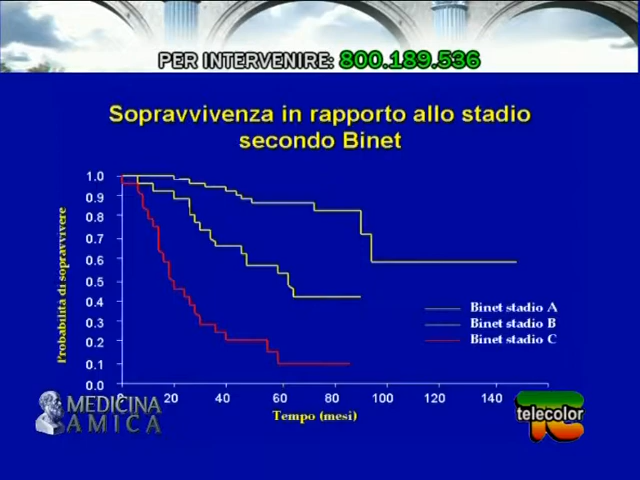 PER INTERVENIRE: 800.189.536
Sopravvivenza in rapporto allo stadio
secondo Binet
Probabilità di sopravvivere
1.0
0.9
0.8
0.7
0.6
0.5
0.4
0.3
0.2
0.1
0.0
Binet stadio A
Binet stadio B
Binet stadio C
0 20 40 60 80 100 120 140
Tempo (mesi)
MEDICINA
AMICA
telecolor